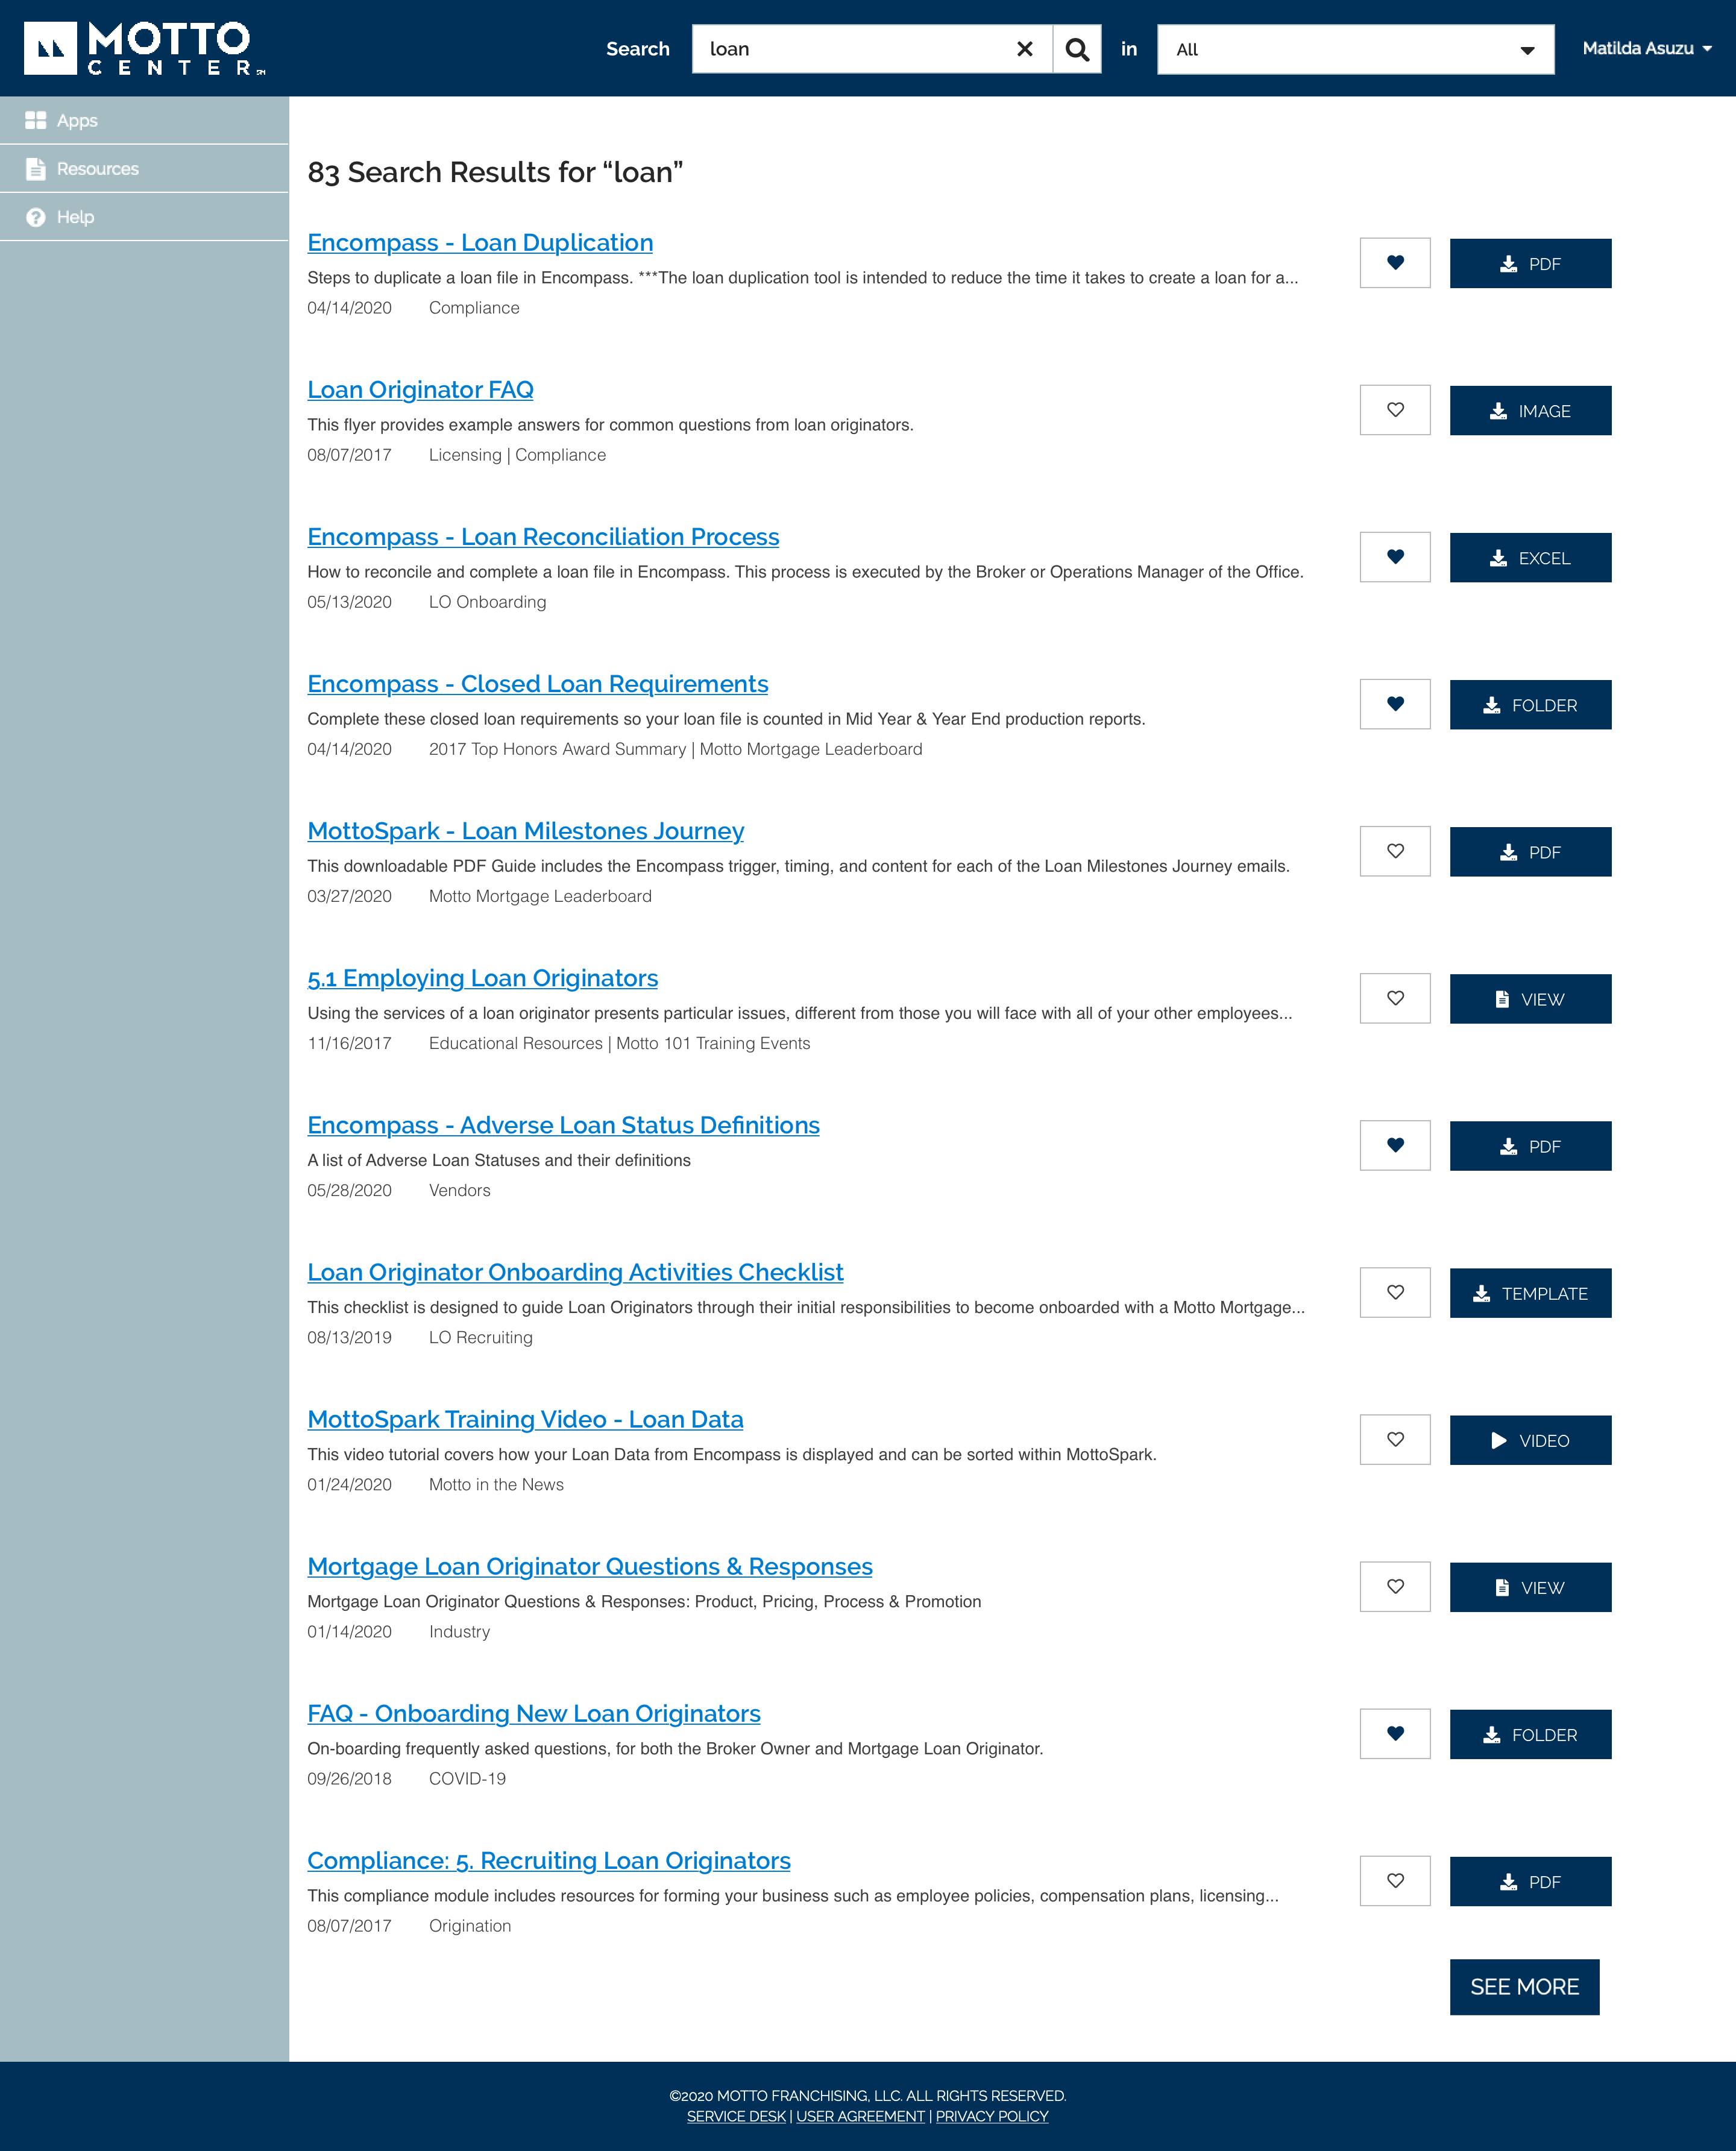 MOTTO
CENTER
SM
Search
loan
in
All
Matilda Asuzu
Apps
Resources
Help
83 Search Results for “loan”
Encompass - Loan Duplication
Steps to duplicate a loan file in Encompass. ***The loan duplication tool is intended to reduce the time it takes to create a loan for a...
04/14/2020 Compliance
PDF
Loan Originator FAQ
This flyer provides example answers for common questions from loan originators.
08/07/2017 Licensing | Compliance
IMAGE
Encompass - Loan Reconciliation Process
How to reconcile and complete a loan file in Encompass. This process is executed by the Broker or Operations Manager of the Office.
05/13/2020 LO Onboarding
EXCEL
Encompass - Closed Loan Requirements
Complete these closed loan requirements so your loan file is counted in Mid Year & Year End production reports.
04/14/2020 2017 Top Honors Award Summary | Motto Mortgage Leaderboard
FOLDER
MottoSpark - Loan Milestones Journey
This downloadable PDF Guide includes the Encompass trigger, timing, and content for each of the Loan Milestones Journey emails.
03/27/2020 Motto Mortgage Leaderboard
PDF
5.1 Employing Loan Originators
Using the services of a loan originator presents particular issues, different from those you will face with all of your other employees...
11/16/2017 Educational Resources | Motto 101 Training Events
VIEW
Encompass - Adverse Loan Status Definitions
A list of Adverse Loan Statuses and their definitions
05/28/2020 Vendors
PDF
Loan Originator Onboarding Activities Checklist
This checklist is designed to guide Loan Originators through their initial responsibilities to become onboarded with a Motto Mortgage...
08/13/2019 LO Recruiting
TEMPLATE
MottoSpark Training Video - Loan Data
This video tutorial covers how your Loan Data from Encompass is displayed and can be sorted within MottoSpark.
01/24/2020 Motto in the News
VIDEO
Mortgage Loan Originator Questions & Responses
Mortgage Loan Originator Questions & Responses: Product, Pricing, Process & Promotion
01/14/2020 Industry
VIEW
FAQ - Onboarding New Loan Originators
On-boarding frequently asked questions, for both the Broker Owner and Mortgage Loan Originator.
09/26/2018 COVID-19
FOLDER
Compliance: 5. Recruiting Loan Originators
This compliance module includes resources for forming your business such as employee policies, compensation plans, licensing...
08/07/2017 Origination
PDF
SEE MORE
©2020 MOTTO FRANCHISING, LLC. ALL RIGHTS RESERVED.
SERVICE DESK | USER AGREEMENT | PRIVACY POLICY